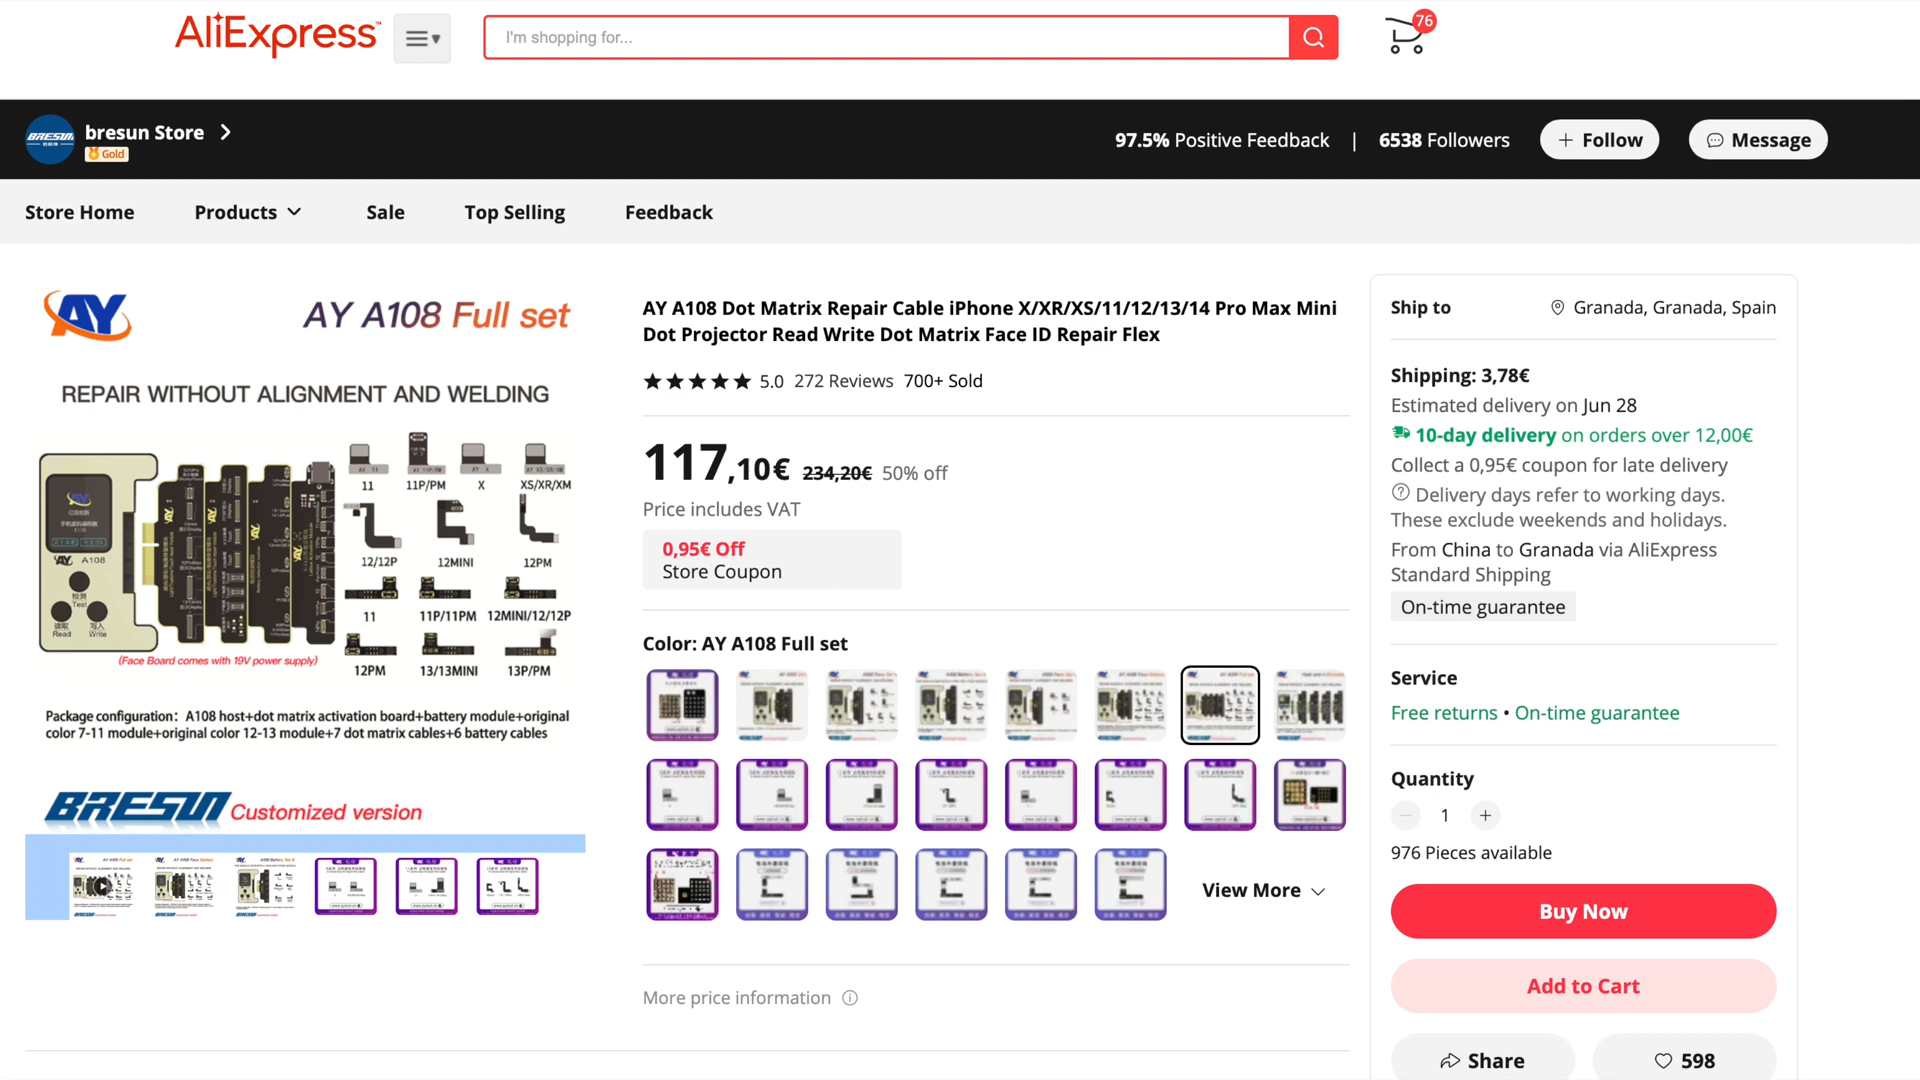 AliExpress™
I'm shopping for...
76
BRESUN
bresun Store
Gold
97.5% Positive Feedback | 6538 Followers
+ Follow
Message
Store Home
Products
Sale
Top Selling
Feedback
AY
AY A108 Full set
REPAIR WITHOUT ALIGNMENT AND WELDING
AY A108
检测
Test
读取
Read
写入
Write
11
11P/PM
X
XS/XR/XM
12/12P
12MINI
12PM
11
11P/11PM
12MINI/12/12P
12PM
13/13MINI
13P/PM
(Face Board comes with 19V power supply)
Package configuration: A108 host+dot matrix activation board+battery module+original
color 7-11 module+original color 12-13 module+7 dot matrix cables+6 battery cables
BRESUN Customized version
AY A108 Dot Matrix Repair Cable iPhone X/XR/XS/11/12/13/14 Pro Max Mini
Dot Projector Read Write Dot Matrix Face ID Repair Flex
5.0 272 Reviews 700+ Sold
117,10€ 234,20€ 50% off
Price includes VAT
0,95€ Off
Store Coupon
Color: AY A108 Full set
View More
More price information
Ship to
Granada, Granada, Spain
Shipping: 3,78€
Estimated delivery on Jun 28
10-day delivery on orders over 12,00€
Collect a 0,95€ coupon for late delivery
Delivery days refer to working days.
These exclude weekends and holidays.
From China to Granada via AliExpress
Standard Shipping
On-time guarantee
Service
Free returns • On-time guarantee
Quantity
1
976 Pieces available
Buy Now
Add to Cart
Share
598